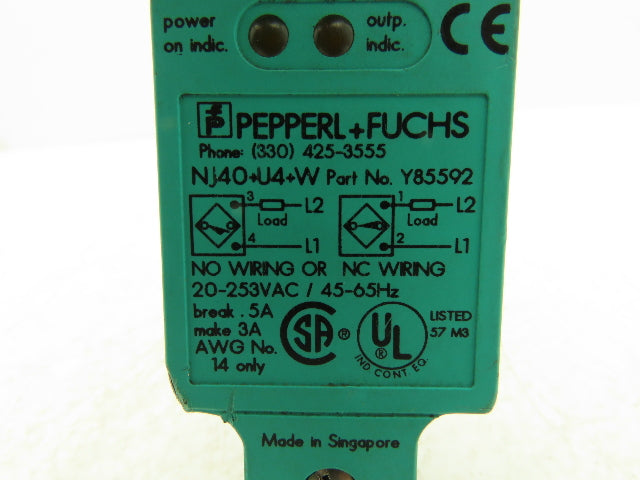 power outp.
on indic. indic.
CE
PEPPERL+FUCHS
Phone: (330) 425-3555
NJ40+U4+W Part No. Y85592
3 L2 1 L2
Load Load
4 L1 2 L1
NO WIRING OR NC WIRING
20-253VAC / 45-65Hz
break .5A
make 3A
AWG No.
14 only
SA ®
UL ®
IND CONT. EQ.
LISTED
57 M3
Made in Singapore